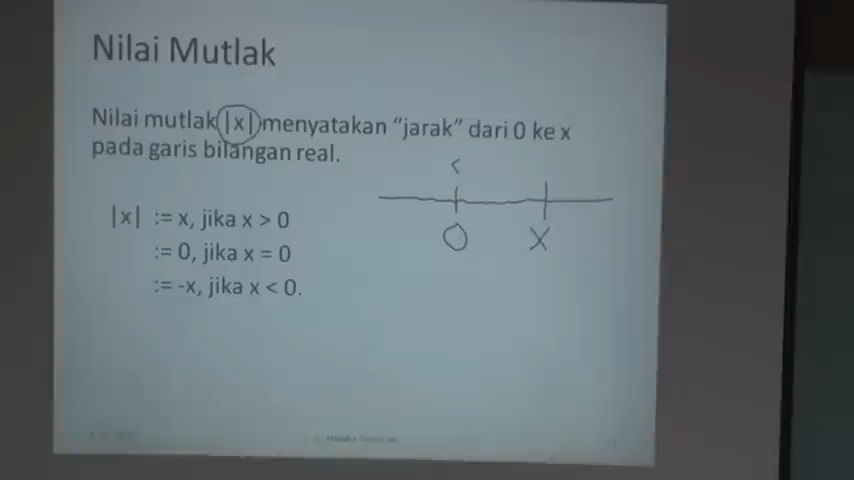 Nilai Mutlak
Nilai mutlak |x| menyatakan “jarak” dari 0 ke x
pada garis bilangan real.
|x| := x, jika x > 0
:= 0, jika x = 0
:= -x, jika x < 0.
0 X